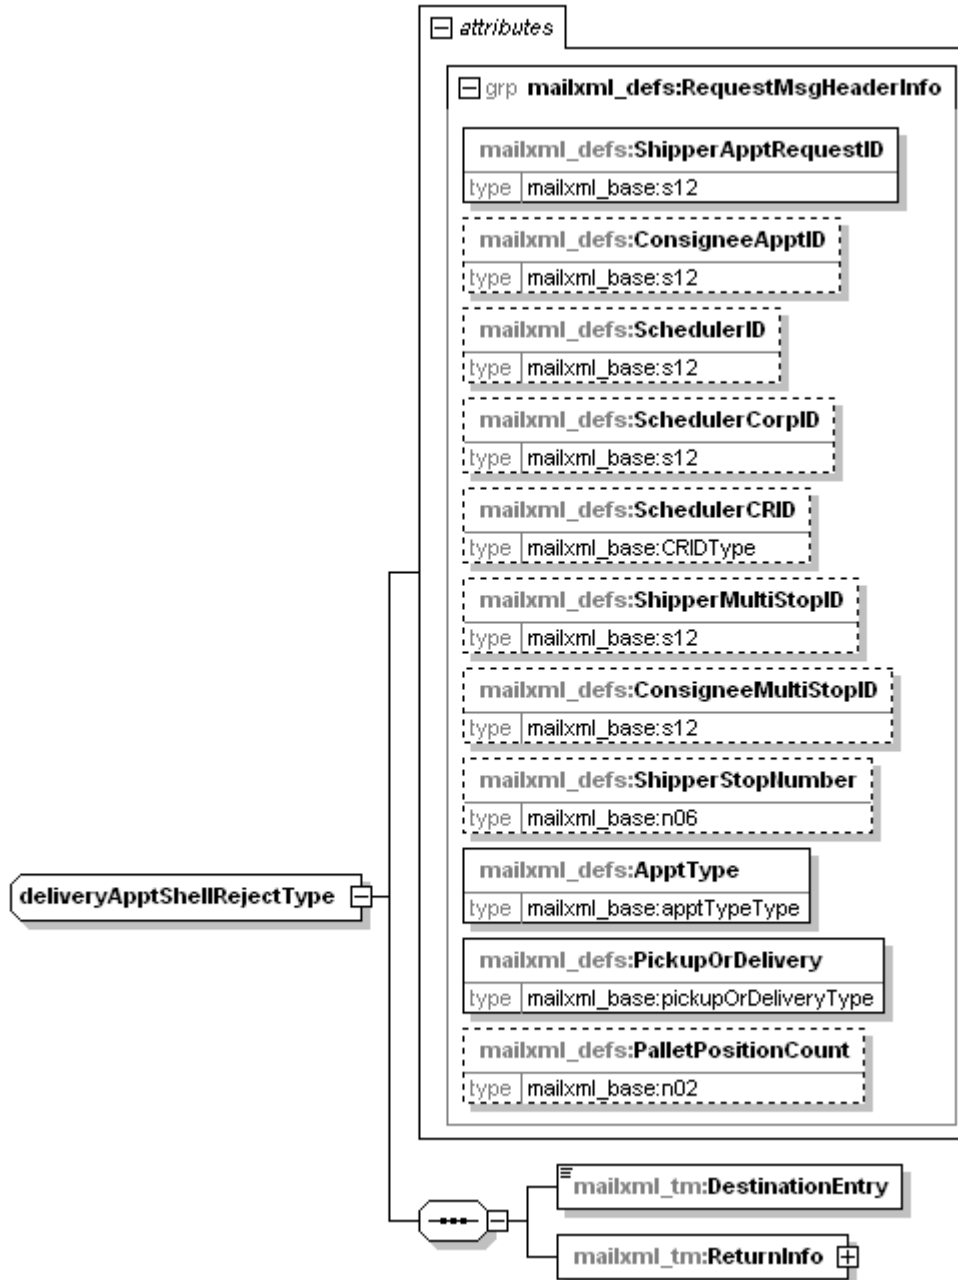 attributes
grp mailxml_defs:RequestMsgHeaderInfo
mailxml_defs:ShipperApptRequestID
type mailxml_base:s12
mailxml_defs:ConsigneeApptID
type mailxml_base:s12
mailxml_defs:SchedulerID
type mailxml_base:s12
mailxml_defs:SchedulerCorpID
type mailxml_base:s12
mailxml_defs:SchedulerCRID
type mailxml_base:CRIDType
mailxml_defs:ShipperMultiStopID
type mailxml_base:s12
mailxml_defs:ConsigneeMultiStopID
type mailxml_base:s12
mailxml_defs:ShipperStopNumber
type mailxml_base:n06
mailxml_defs:ApptType
type mailxml_base:apptTypeType
deliveryApptShellRejectType
mailxml_defs:PickupOrDelivery
type mailxml_base:pickupOrDeliveryType
mailxml_defs:PalletPositionCount
type mailxml_base:n02
mailxml_tm:DestinationEntry
mailxml_tm:ReturnInfo